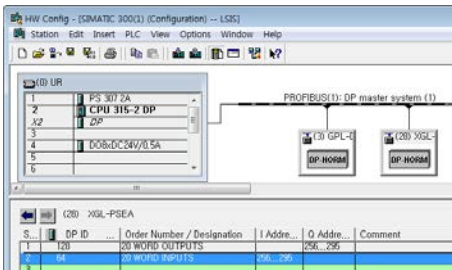 HW Config - [SIMATIC 300(1) (Configuration) -- LSIS]
Station Edit Insert PLC View Options Window Help
(0) UR
1 PS 307 2A
2 CPU 315-2 DP
X2 DP
3
4 DO8xDC24V/0.5A
5
6
PROFIBUS(1): DP master system (1)
(3) GPL-D
(28) XGL-
DP-NORM
DP-NORM
(28) XGL-PSEA
S... DP ID ... Order Number / Designation I Addre... Q Addre... Comment
1 128 20 WORD OUTPUTS 256...295
2 64 20 WORD INPUTS 256...295
3